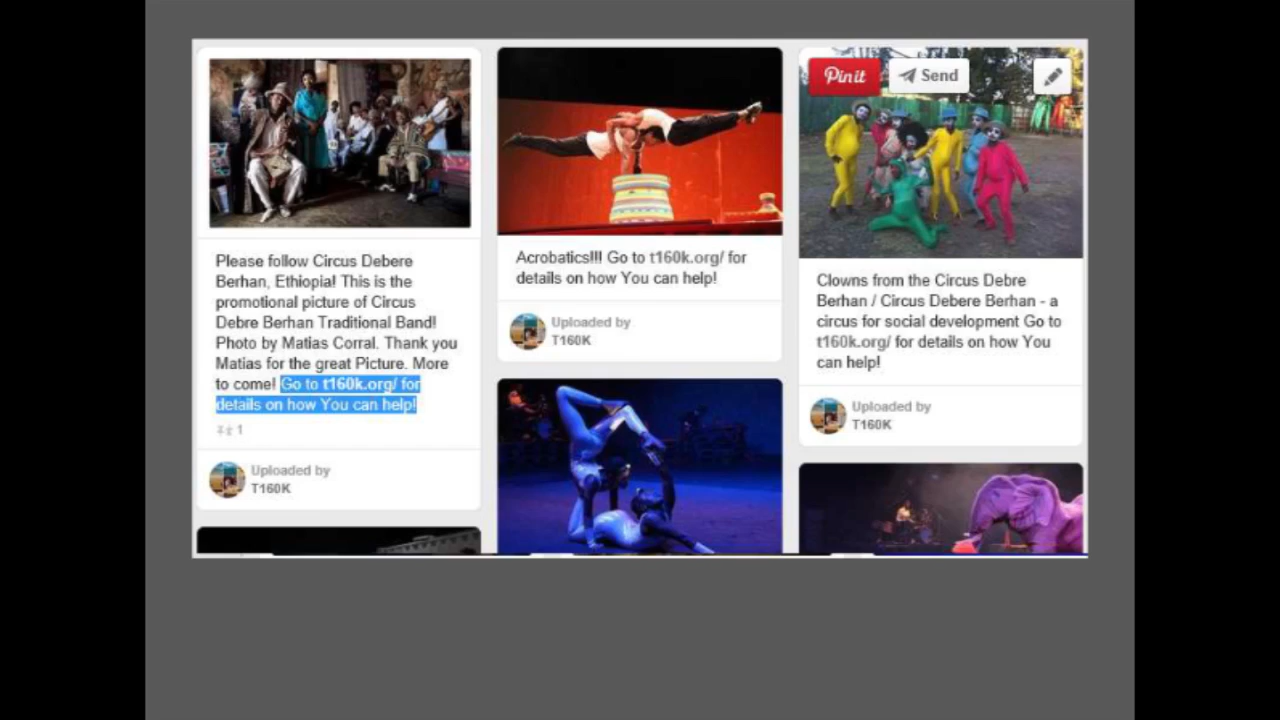 Please follow Circus Debere
Berhan, Ethiopia! This is the
promotional picture of Circus
Debre Berhan Traditional Band!
Photo by Matias Corral. Thank you
Matias for the great Picture. More
to come! Go to t160k.org/ for
details on how You can help!
1
Uploaded by
T160K
Acrobatics!!! Go to t160k.org/ for
details on how You can help!
Uploaded by
T160K
Pin it
Send
Clowns from the Circus Debre
Berhan / Circus Debere Berhan - a
circus for social development Go to
t160k.org/ for details on how You
can help!
Uploaded by
T160K